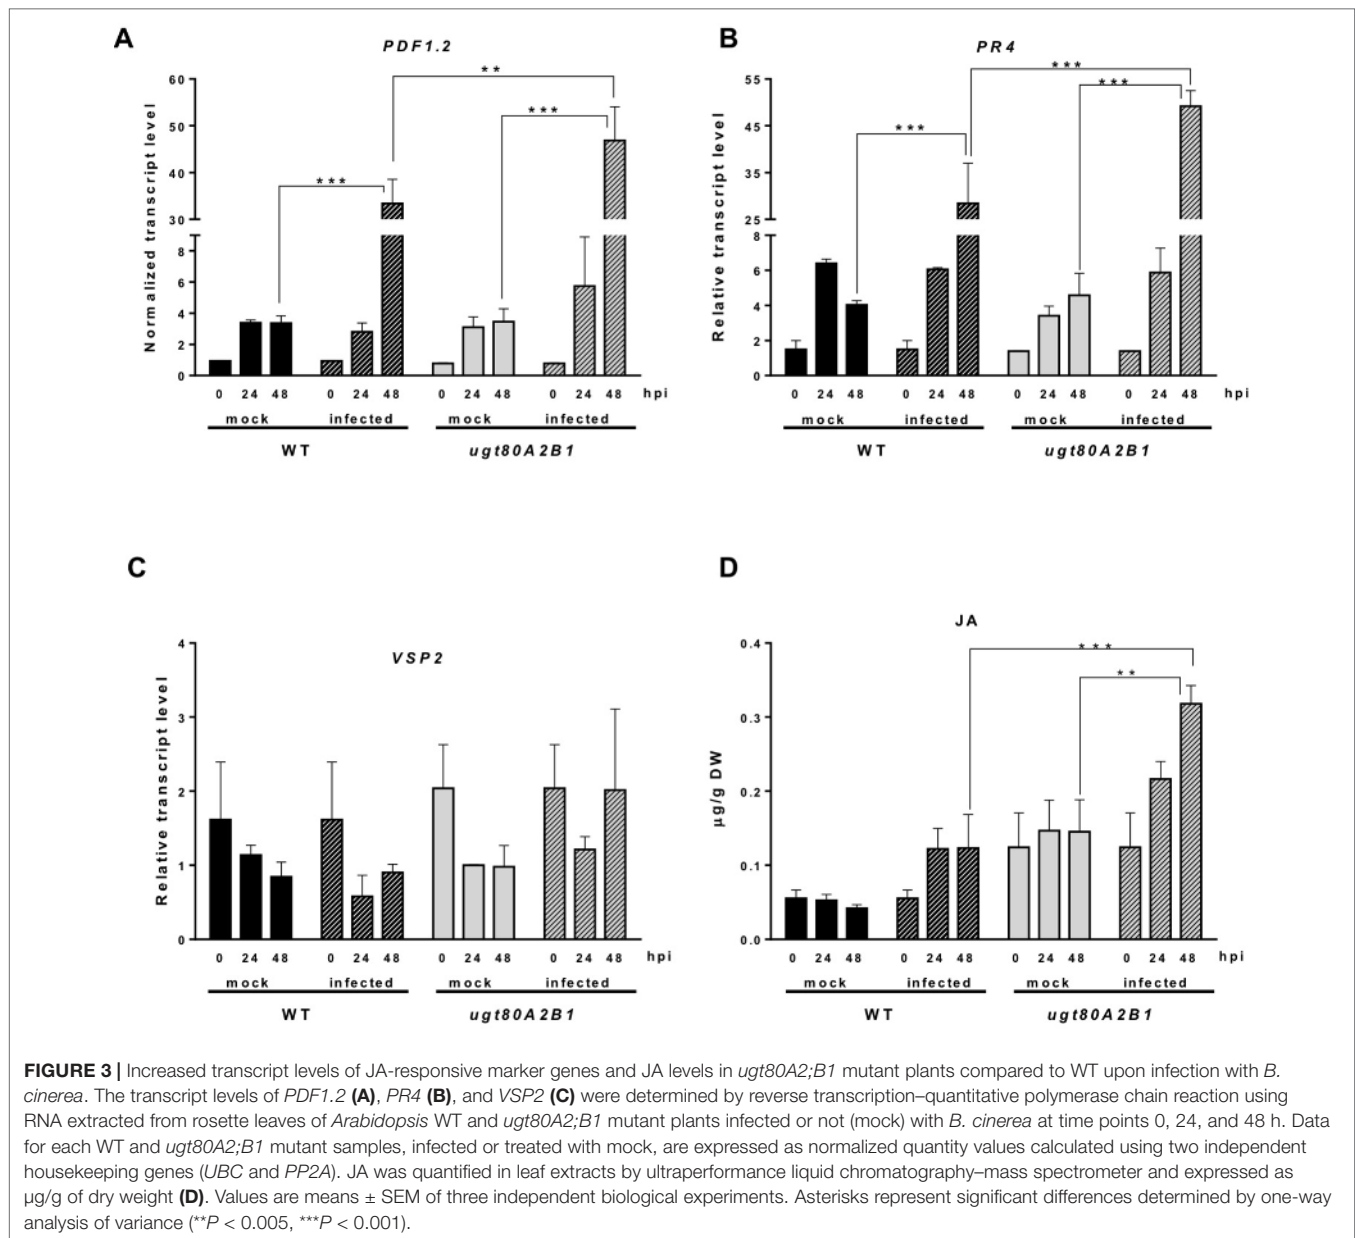 A
PDF1.2
Normalized transcript level
60
50
40
30
8
6
4
2
0
**
***
***
0 24 48 0 24 48 0 24 48 0 24 48 hpi
mock infected mock infected
WT ugt80A2B1
B
PR4
Relative transcript level
55
45
35
25
8
6
4
2
0
***
***
***
0 24 48 0 24 48 0 24 48 0 24 48 hpi
mock infected mock infected
WT ugt80A2B1
C
VSP2
Relative transcript level
4
3
2
1
0
0 24 48 0 24 48 0 24 48 0 24 48 hpi
mock infected mock infected
WT ugt80A2B1
D
JA
µg/g DW
0.4
0.3
0.2
0.1
0.0
***
**
0 24 48 0 24 48 0 24 48 0 24 48 hpi
mock infected mock infected
WT ugt80A2B1
FIGURE 3 | Increased transcript levels of JA-responsive marker genes and JA levels in ugt80A2;B1 mutant plants compared to WT upon infection with B.
cinerea. The transcript levels of PDF1.2 (A), PR4 (B), and VSP2 (C) were determined by reverse transcription–quantitative polymerase chain reaction using
RNA extracted from rosette leaves of Arabidopsis WT and ugt80A2;B1 mutant plants infected or not (mock) with B. cinerea at time points 0, 24, and 48 h. Data
for each WT and ugt80A2;B1 mutant samples, infected or treated with mock, are expressed as normalized quantity values calculated using two independent
housekeeping genes (UBC and PP2A). JA was quantified in leaf extracts by ultraperformance liquid chromatography–mass spectrometer and expressed as
µg/g of dry weight (D). Values are means ± SEM of three independent biological experiments. Asterisks represent significant differences determined by one-way
analysis of variance (**P < 0.005, ***P < 0.001).